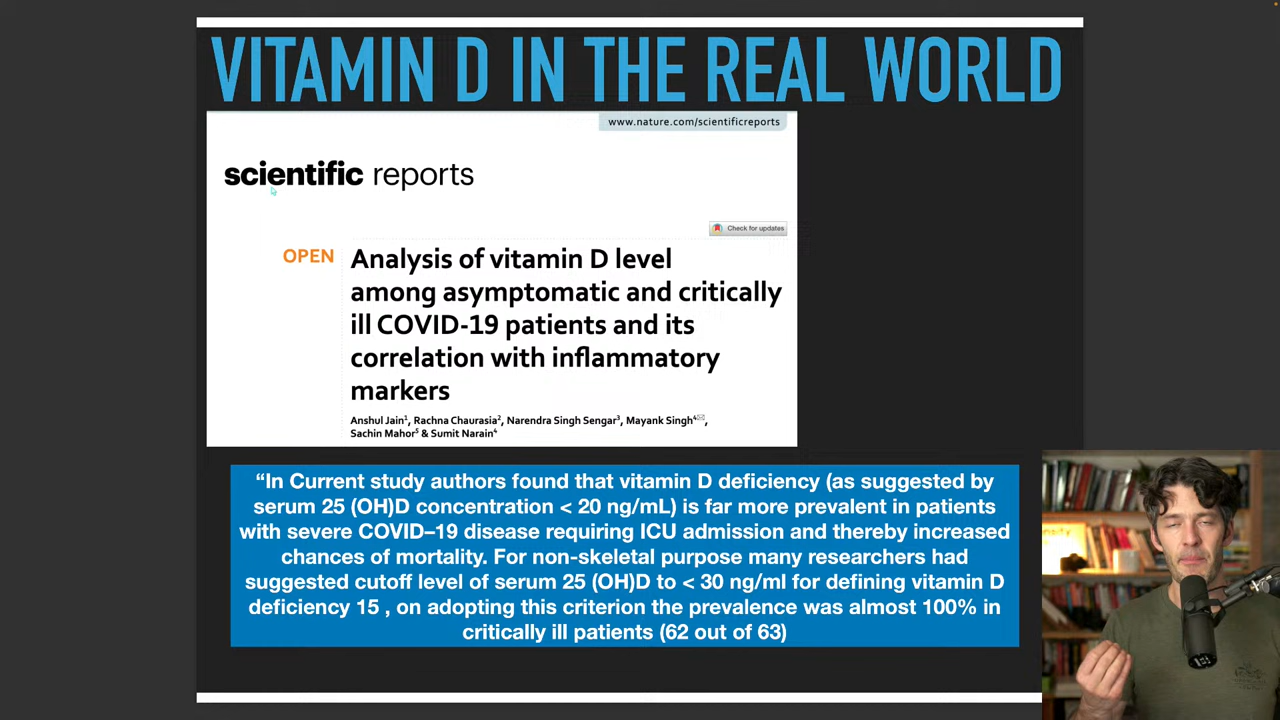 VITAMIN D IN THE REAL WORLD
www.nature.com/scientificreports
scientific reports
Check for updates
OPEN
Analysis of vitamin D level
among asymptomatic and critically
ill COVID-19 patients and its
correlation with inflammatory
markers
Anshul Jain¹, Rachna Chaurasia², Narendra Singh Sengar³, Mayank Singh⁴✉,
Sachin Mahor⁵ & Sumit Narain⁴
“In Current study authors found that vitamin D deficiency (as suggested by
serum 25 (OH)D concentration < 20 ng/mL) is far more prevalent in patients
with severe COVID–19 disease requiring ICU admission and thereby increased
chances of mortality. For non-skeletal purpose many researchers had
suggested cutoff level of serum 25 (OH)D to < 30 ng/ml for defining vitamin D
deficiency 15 , on adopting this criterion the prevalence was almost 100% in
critically ill patients (62 out of 63)